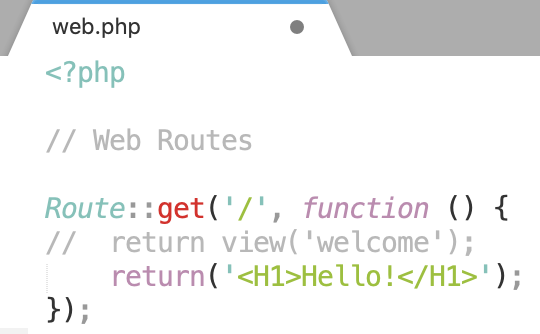 web.php
<?php
// Web Routes
Route::get('/', function () {
//  return view('welcome');
    return('<H1>Hello!</H1>');
});